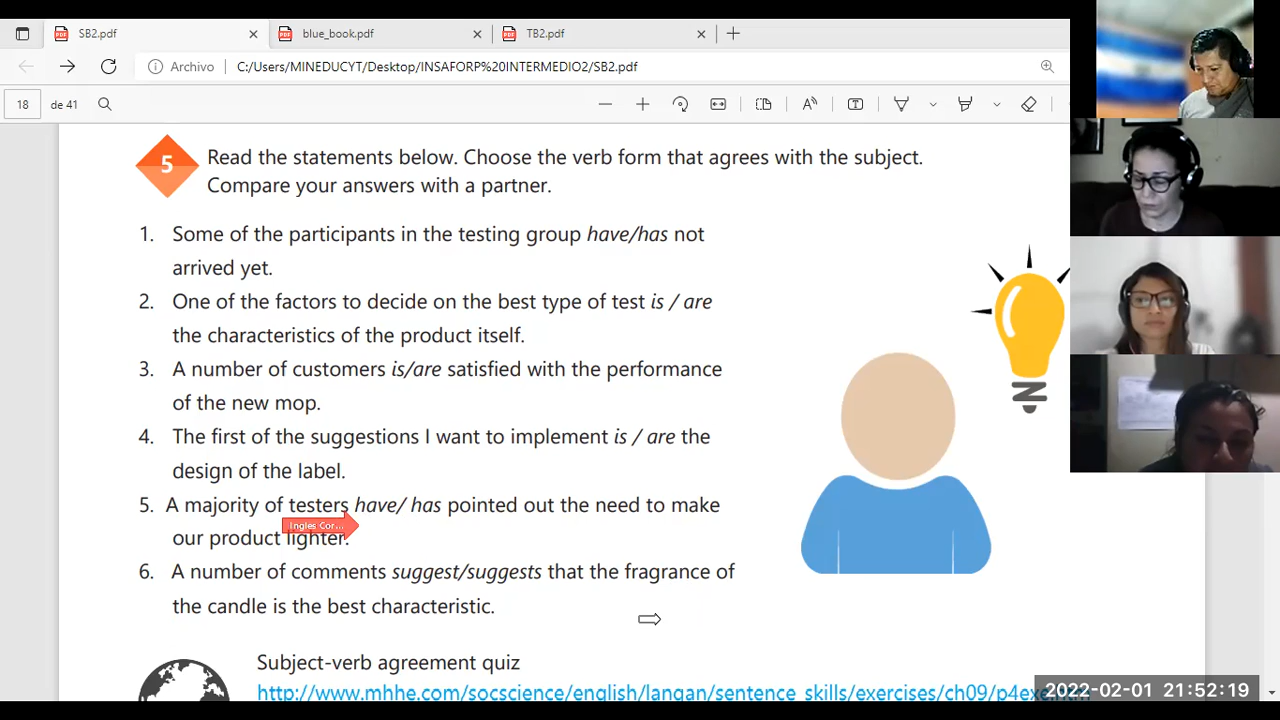 SB2.pdf
blue_book.pdf
TB2.pdf
Archivo
C:/Users/MINEDUCYT/Desktop/INSAFORP%20INTERMEDIO2/SB2.pdf
18 de 41
5
Read the statements below. Choose the verb form that agrees with the subject.
Compare your answers with a partner.
1. Some of the participants in the testing group have/has not
arrived yet.
2. One of the factors to decide on the best type of test is / are
the characteristics of the product itself.
3. A number of customers is/are satisfied with the performance
of the new mop.
4. The first of the suggestions I want to implement is / are the
design of the label.
5. A majority of testers have/ has pointed out the need to make
Ingles Cor...
our product lighter.
6. A number of comments suggest/suggests that the fragrance of
the candle is the best characteristic.
Subject-verb agreement quiz
http://www.mhhe.com/socscience/english/langan/sentence_skills/exercises/ch09/p4exe.htm
2022-02-01 21:52:19